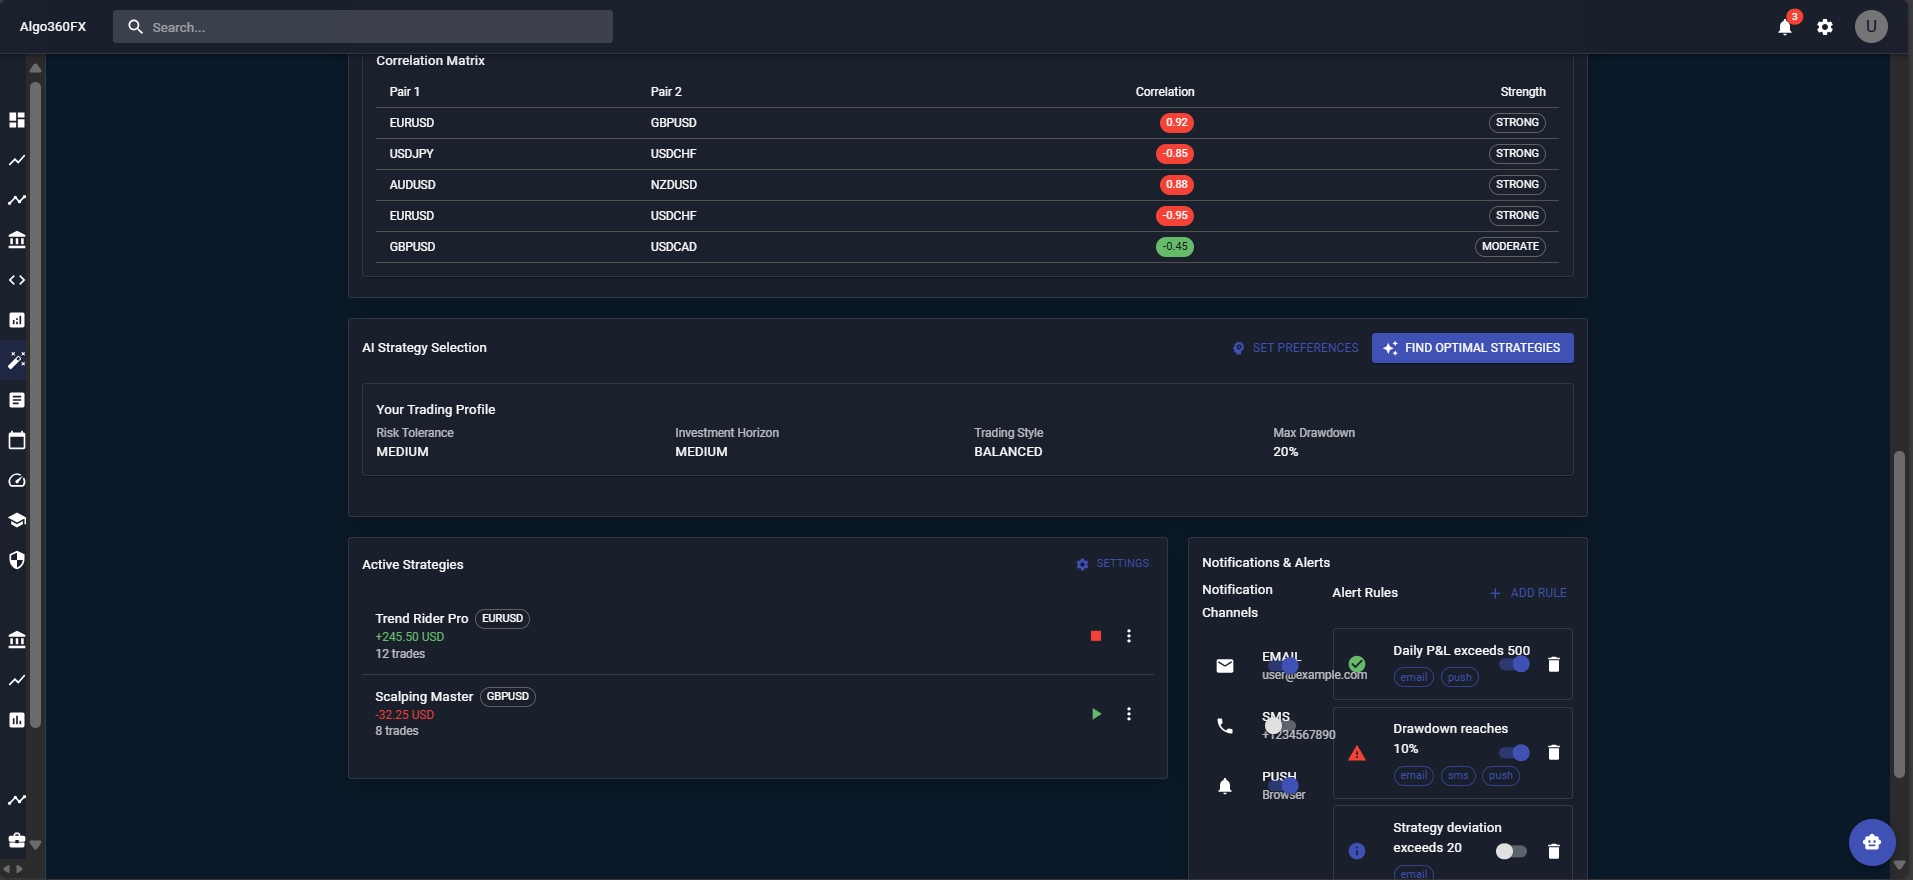 Algo360FX
Search...
3
U
Correlation Matrix
Pair 1 Pair 2 Correlation Strength
EURUSD GBPUSD 0.92 STRONG
USDJPY USDCHF -0.85 STRONG
AUDUSD NZDUSD 0.88 STRONG
EURUSD USDCHF -0.95 STRONG
GBPUSD USDCAD -0.45 MODERATE
AI Strategy Selection SET PREFERENCES FIND OPTIMAL STRATEGIES
Your Trading Profile
Risk Tolerance Investment Horizon Trading Style Max Drawdown
MEDIUM MEDIUM BALANCED 20%
Active Strategies SETTINGS
Trend Rider Pro EURUSD
+245.50 USD
12 trades
Scalping Master GBPUSD
-32.25 USD
8 trades
Notifications & Alerts
Notification
Channels
EMAIL
user@example.com
SMS
+1234567890
PUSH
Browser
Alert Rules ADD RULE
Daily P&L exceeds 500
email push
Drawdown reaches
10%
email sms push
Strategy deviation
exceeds 20
email